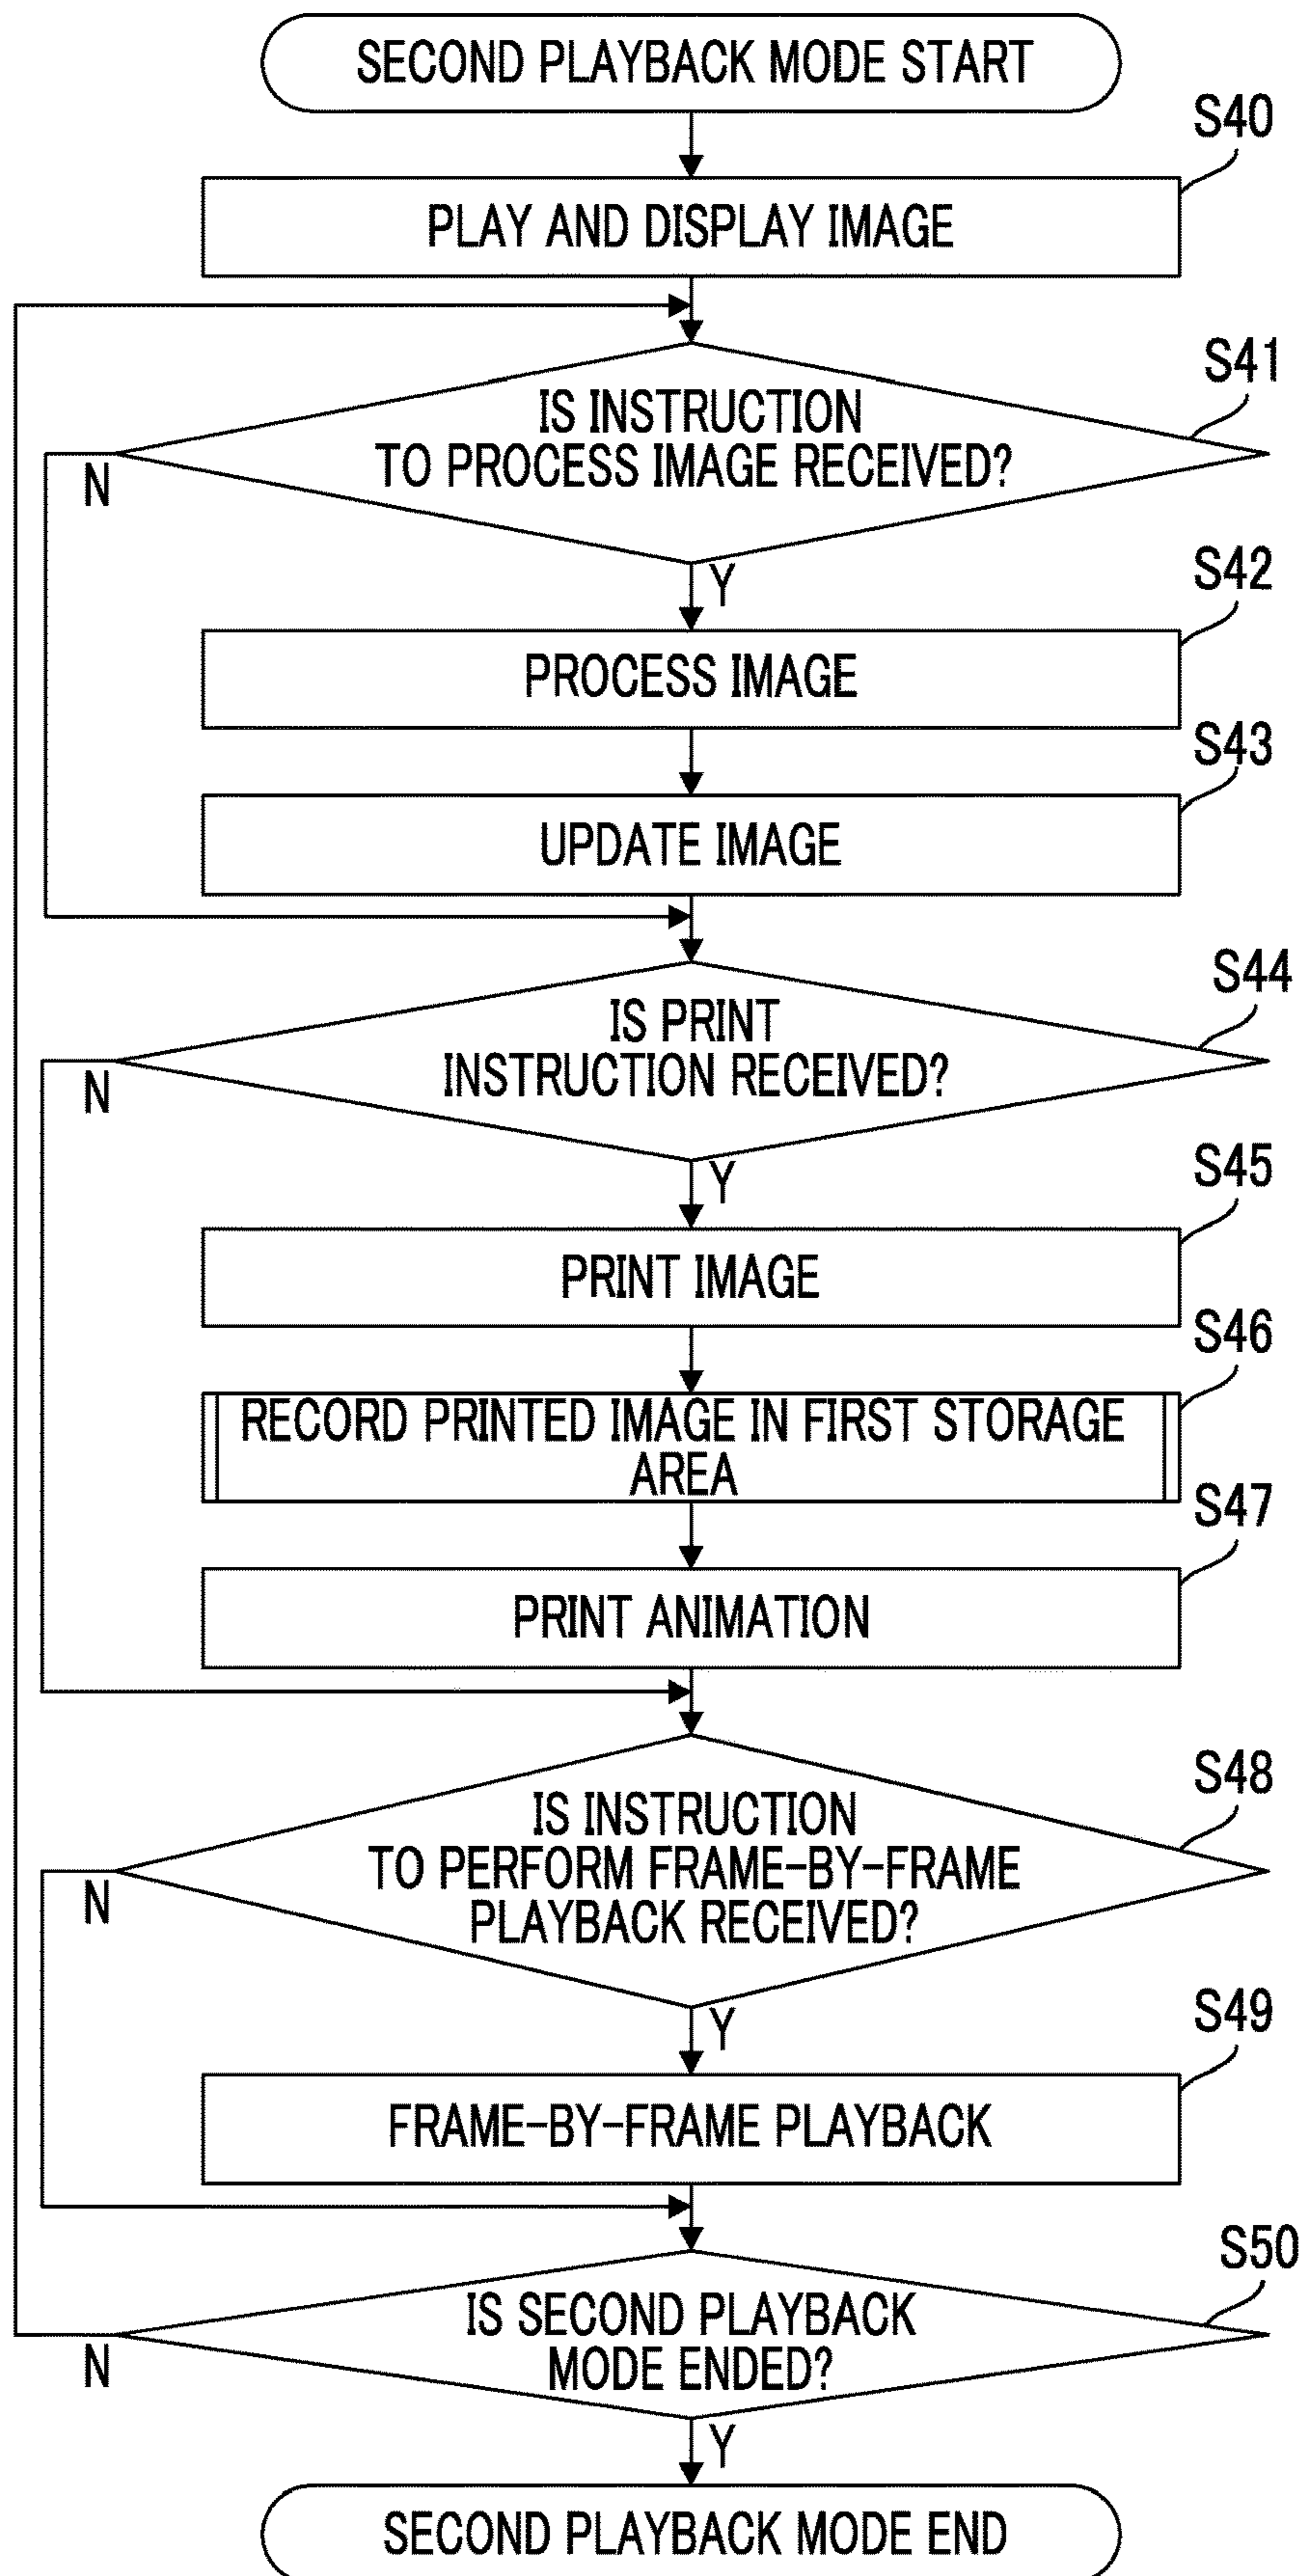 SECOND PLAYBACK MODE START
S40
PLAY AND DISPLAY IMAGE
S41
IS INSTRUCTION
TO PROCESS IMAGE RECEIVED?
N
Y
S42
PROCESS IMAGE
S43
UPDATE IMAGE
S44
IS PRINT
INSTRUCTION RECEIVED?
N
Y
S45
PRINT IMAGE
S46
RECORD PRINTED IMAGE IN FIRST STORAGE
AREA
S47
PRINT ANIMATION
S48
IS INSTRUCTION
TO PERFORM FRAME-BY-FRAME
PLAYBACK RECEIVED?
N
Y
S49
FRAME-BY-FRAME PLAYBACK
S50
IS SECOND PLAYBACK
MODE ENDED?
N
Y
SECOND PLAYBACK MODE END